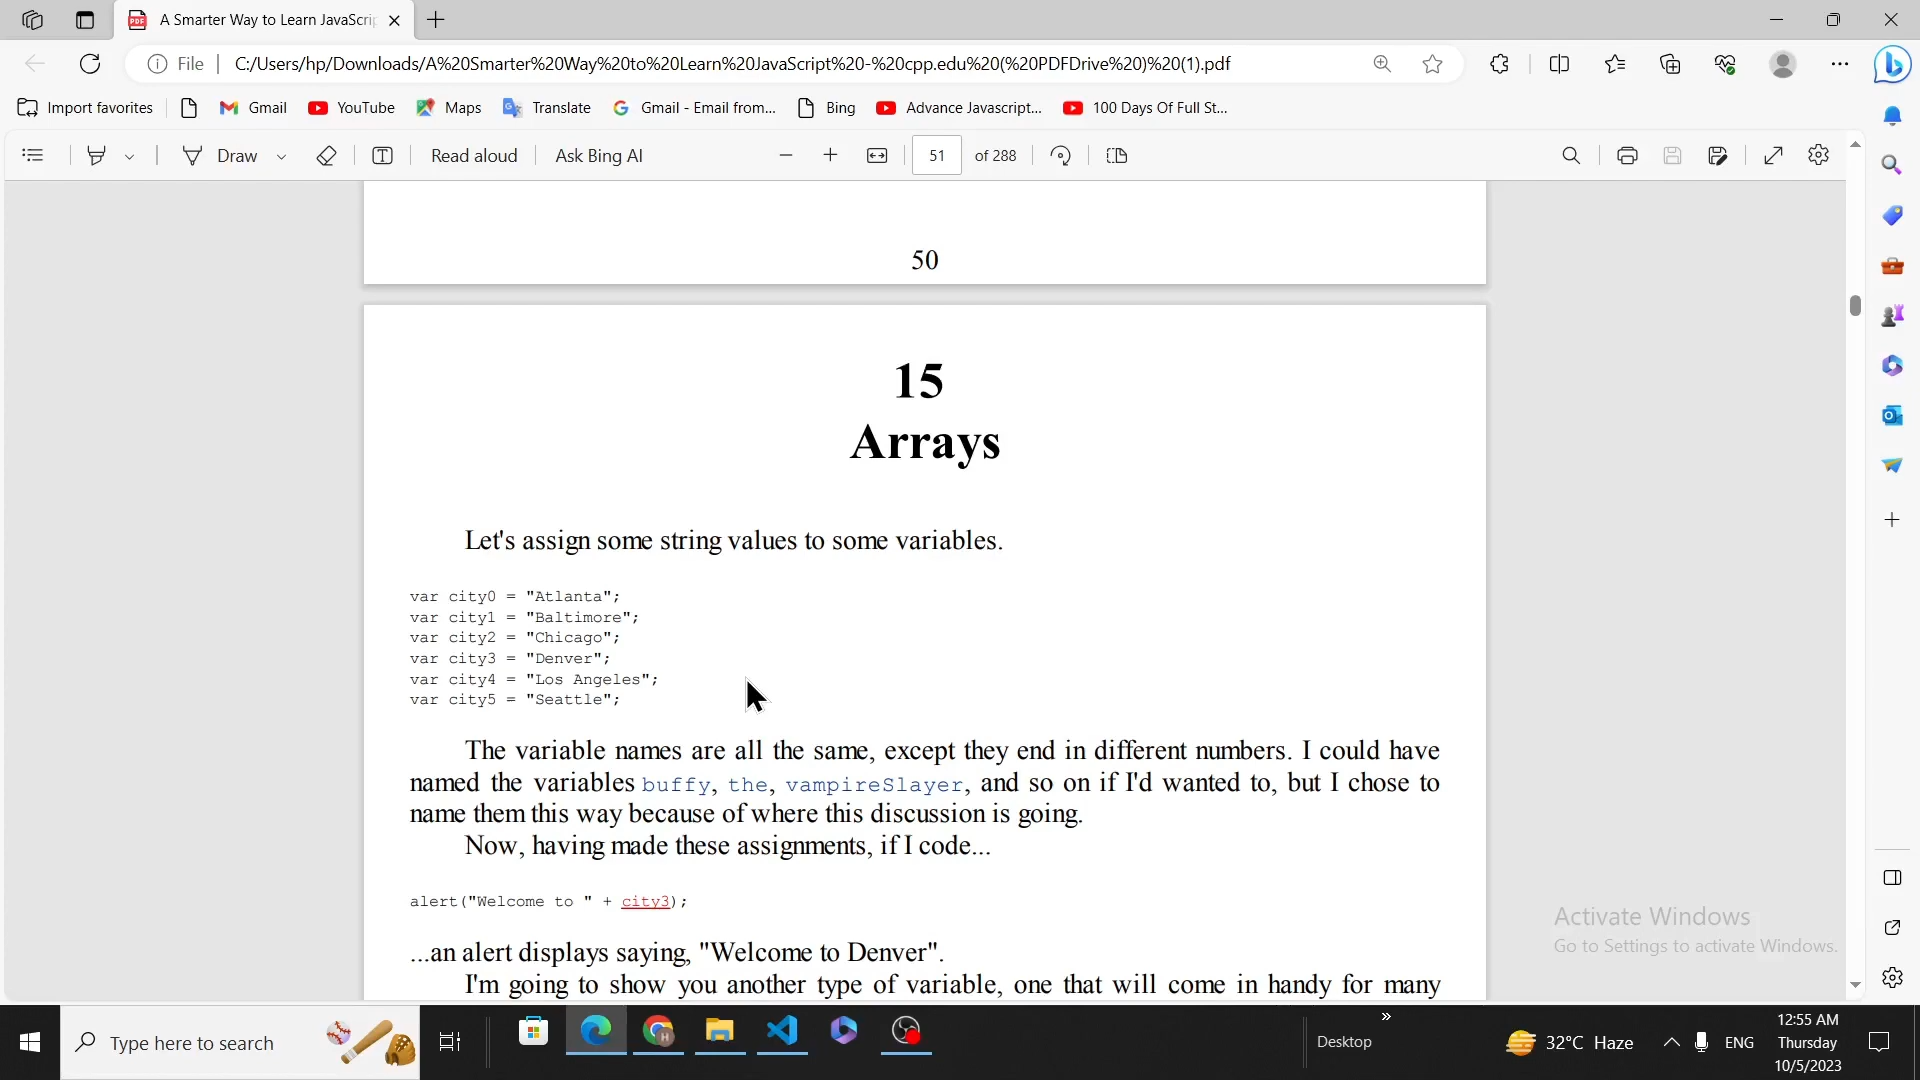 A Smarter Way to Learn JavaScrip
File
C:/Users/hp/Downloads/A%20Smarter%20Way%20to%20Learn%20JavaScript%20-%20cpp.edu%20(%20PDFDrive%20)%20(1).pdf
Import favorites
Gmail
YouTube
Maps
Translate
Gmail - Email from...
Bing
Advance Javascript...
100 Days Of Full St...
Draw
Read aloud
Ask Bing AI
51
of 288
50
15
Arrays
Let's assign some string values to some variables.
var city0 = "Atlanta";
var city1 = "Baltimore";
var city2 = "Chicago";
var city3 = "Denver";
var city4 = "Los Angeles";
var city5 = "Seattle";
The variable names are all the same, except they end in different numbers. I could have
named the variables buffy, the, vampireSlayer, and so on if I'd wanted to, but I chose to
name them this way because of where this discussion is going.
Now, having made these assignments, if I code...
alert("Welcome to " + city3);
...an alert displays saying, "Welcome to Denver".
I'm going to show you another type of variable, one that will come in handy for many
Activate Windows
Go to Settings to activate Windows.
Type here to search
Desktop
32°C Haze
ENG
12:55 AM
Thursday
10/5/2023